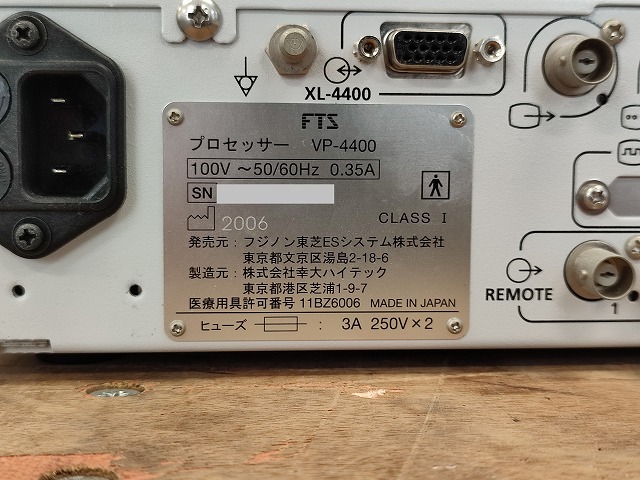 XL-4400
FTS
プロセッサー VP-4400
100V ～50/60Hz 0.35A
SN
2006
CLASS I
発売元：フジノン東芝ESシステム株式会社
東京都文京区湯島2-18-6
製造元：株式会社幸大ハイテック
東京都港区芝浦1-9-7
医療用具許可番号 11BZ6006 MADE IN JAPAN
ヒューズ : 3A 250V×2
REMOTE
1